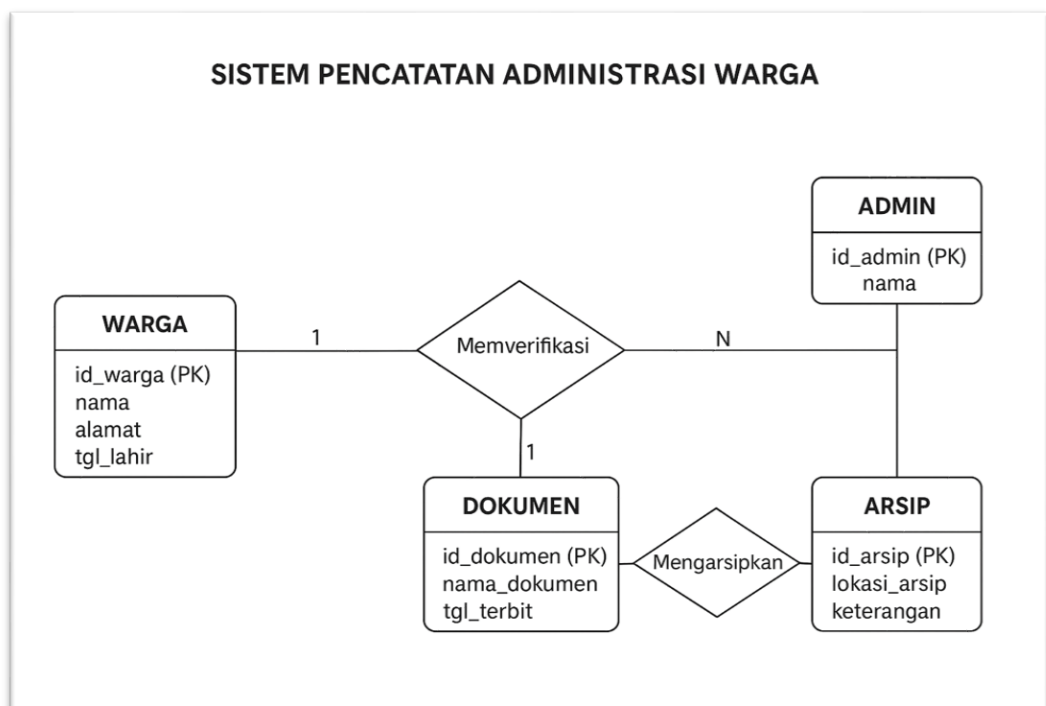 SISTEM PENCATATAN ADMINISTRASI WARGA
ADMIN
id_admin (PK)
nama
WARGA
id_warga (PK)
nama
alamat
tgl_lahir
1
Memverifikasi
N
1
DOKUMEN
id_dokumen (PK)
nama_dokumen
tgl_terbit
Mengarsipkan
ARSIP
id_arsip (PK)
lokasi_arsip
keterangan